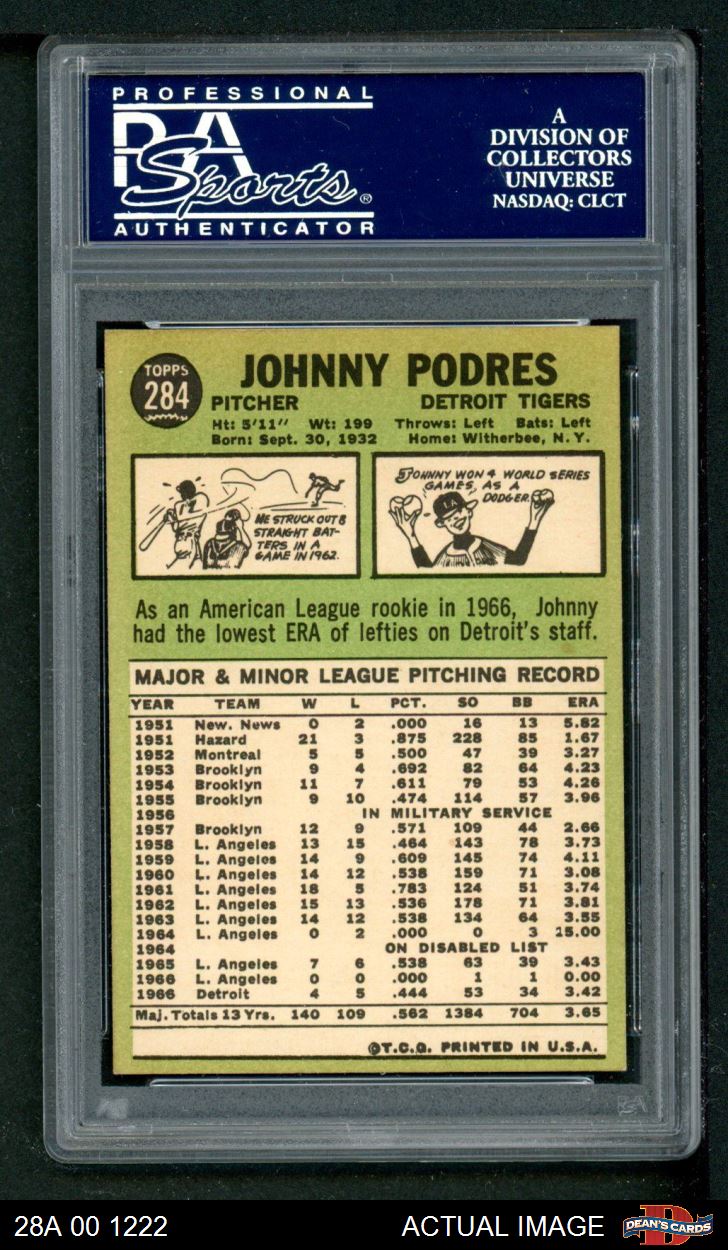 PROFESSIONAL
PSA
Sports®
AUTHENTICATOR
A
DIVISION OF
COLLECTORS
UNIVERSE
NASDAQ: CLCT
TOPPS
284
JOHNNY PODRES
PITCHER DETROIT TIGERS
Ht: 5'11" Wt: 199 Throws: Left Bats: Left
Born: Sept. 30, 1932 Home: Witherbee, N.Y.
HE STRUCK OUT 8
STRAIGHT BAT-
TERS IN A
GAME IN 1962.
JOHNNY WON 4 WORLD SERIES
GAMES, AS A
DODGER.
LA
As an American League rookie in 1966, Johnny
had the lowest ERA of lefties on Detroit's staff.
MAJOR & MINOR LEAGUE PITCHING RECORD
YEAR TEAM W L PCT. SO BB ERA
1951 New. News 0 2 .000 16 13 5.82
1951 Hazard 21 3 .875 228 85 1.67
1952 Montreal 5 5 .500 47 39 3.27
1953 Brooklyn 9 4 .692 82 64 4.23
1954 Brooklyn 11 7 .611 79 53 4.26
1955 Brooklyn 9 10 .474 114 57 3.96
1956 IN MILITARY SERVICE
1957 Brooklyn 12 9 .571 109 44 2.66
1958 L. Angeles 13 15 .464 143 78 3.73
1959 L. Angeles 14 9 .609 145 74 4.11
1960 L. Angeles 14 12 .538 159 71 3.08
1961 L. Angeles 18 5 .783 124 51 3.74
1962 L. Angeles 15 13 .536 178 71 3.81
1963 L. Angeles 14 12 .538 134 64 3.55
1964 L. Angeles 0 2 .000 0 3 15.00
1964 ON DISABLED LIST
1965 L. Angeles 7 6 .538 63 39 3.43
1966 L. Angeles 0 0 .000 1 1 0.00
1966 Detroit 4 5 .444 53 34 3.42
Maj. Totals 13 Yrs. 140 109 .562 1384 704 3.65
©T.C.G. PRINTED IN U.S.A.
PSA
28A 00 1222 ACTUAL IMAGE
D
DEAN'S CARDS